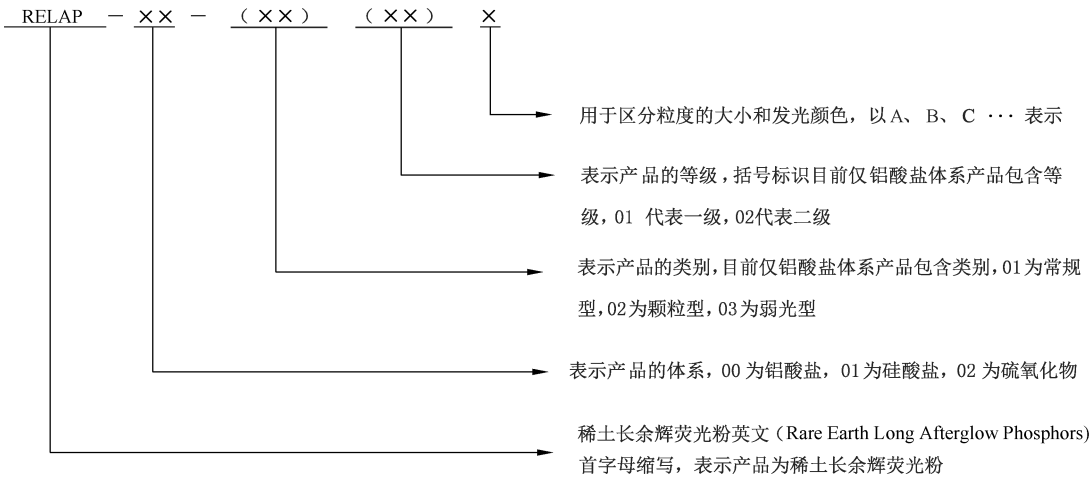 RELAP－××－（××）（××）×
用于区分粒度的大小和发光颜色，以A、B、C … 表示
表示产品的等级，括号标识目前仅铝酸盐体系产品包含等
级，01 代表一级，02代表二级
表示产品的类别，目前仅铝酸盐体系产品包含类别，01为常规
型，02为颗粒型，03为弱光型
表示产品的体系，00为铝酸盐，01为硅酸盐，02为硫氧化物
稀土长余辉荧光粉英文（Rare Earth Long Afterglow Phosphors)
首字母缩写，表示产品为稀土长余辉荧光粉